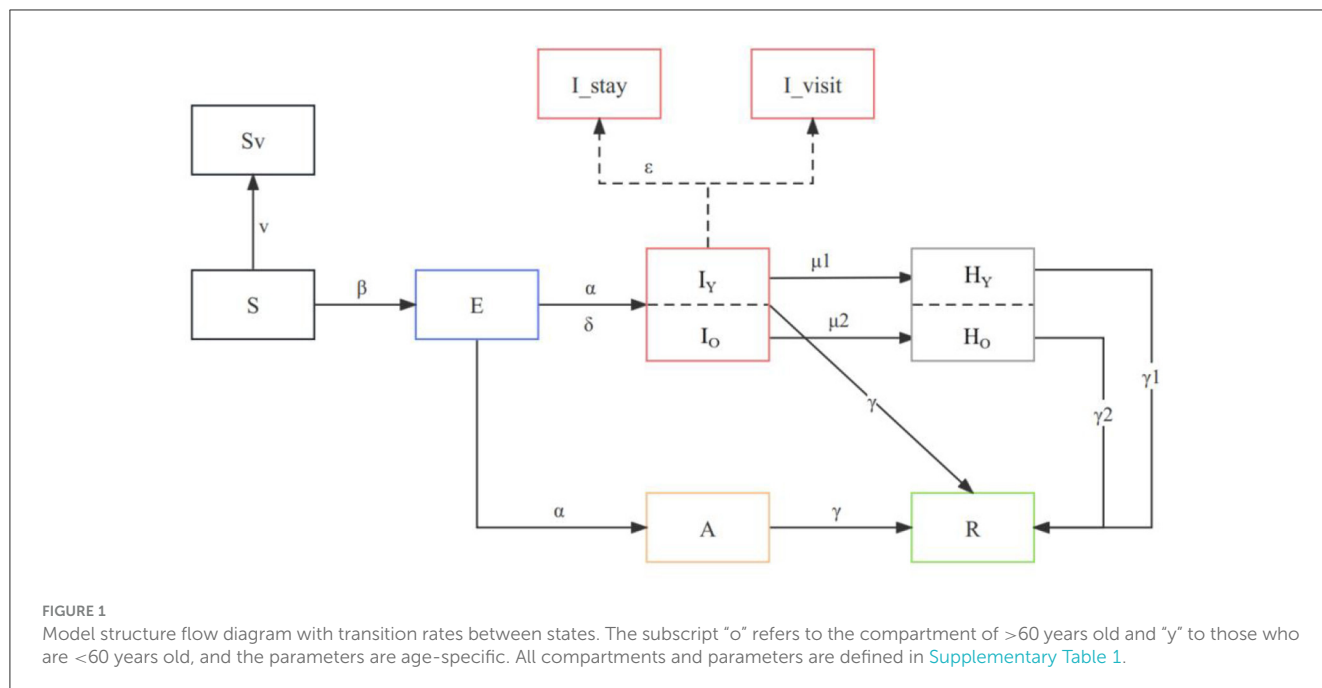 I_stay
I_visit
Sv
ε
v
S
β
E
α
δ
I_Y
I_O
μ1
μ2
H_Y
H_O
γ
γ1
γ2
α
A
γ
R
FIGURE 1
Model structure flow diagram with transition rates between states. The subscript “o” refers to the compartment of >60 years old and “y” to those who
are <60 years old, and the parameters are age-specific. All compartments and parameters are defined in Supplementary Table 1.